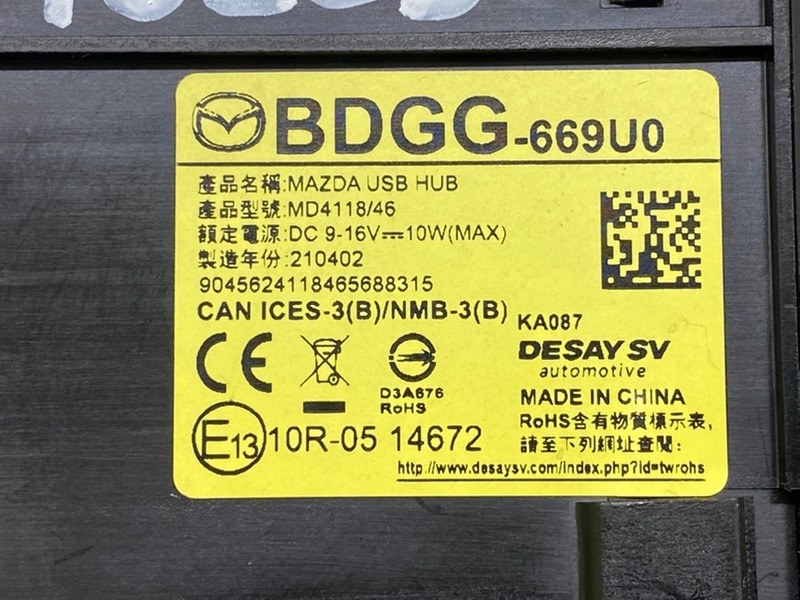 BDGG-669U0
產品名稱:MAZDA USB HUB
產品型號:MD4118/46
額定電源:DC 9-16V⎓10W(MAX)
製造年份:210402
9045624118465688315
CAN ICES-3(B)/NMB-3(B)
KA087
CE
D3A676
RoHS
DESAY SV
automotive
MADE IN CHINA
RoHS含有物質標示表,
請至下列網址查閱:
http://www.desaysv.com/index.php?id=twrohs
E13 10R-05 14672